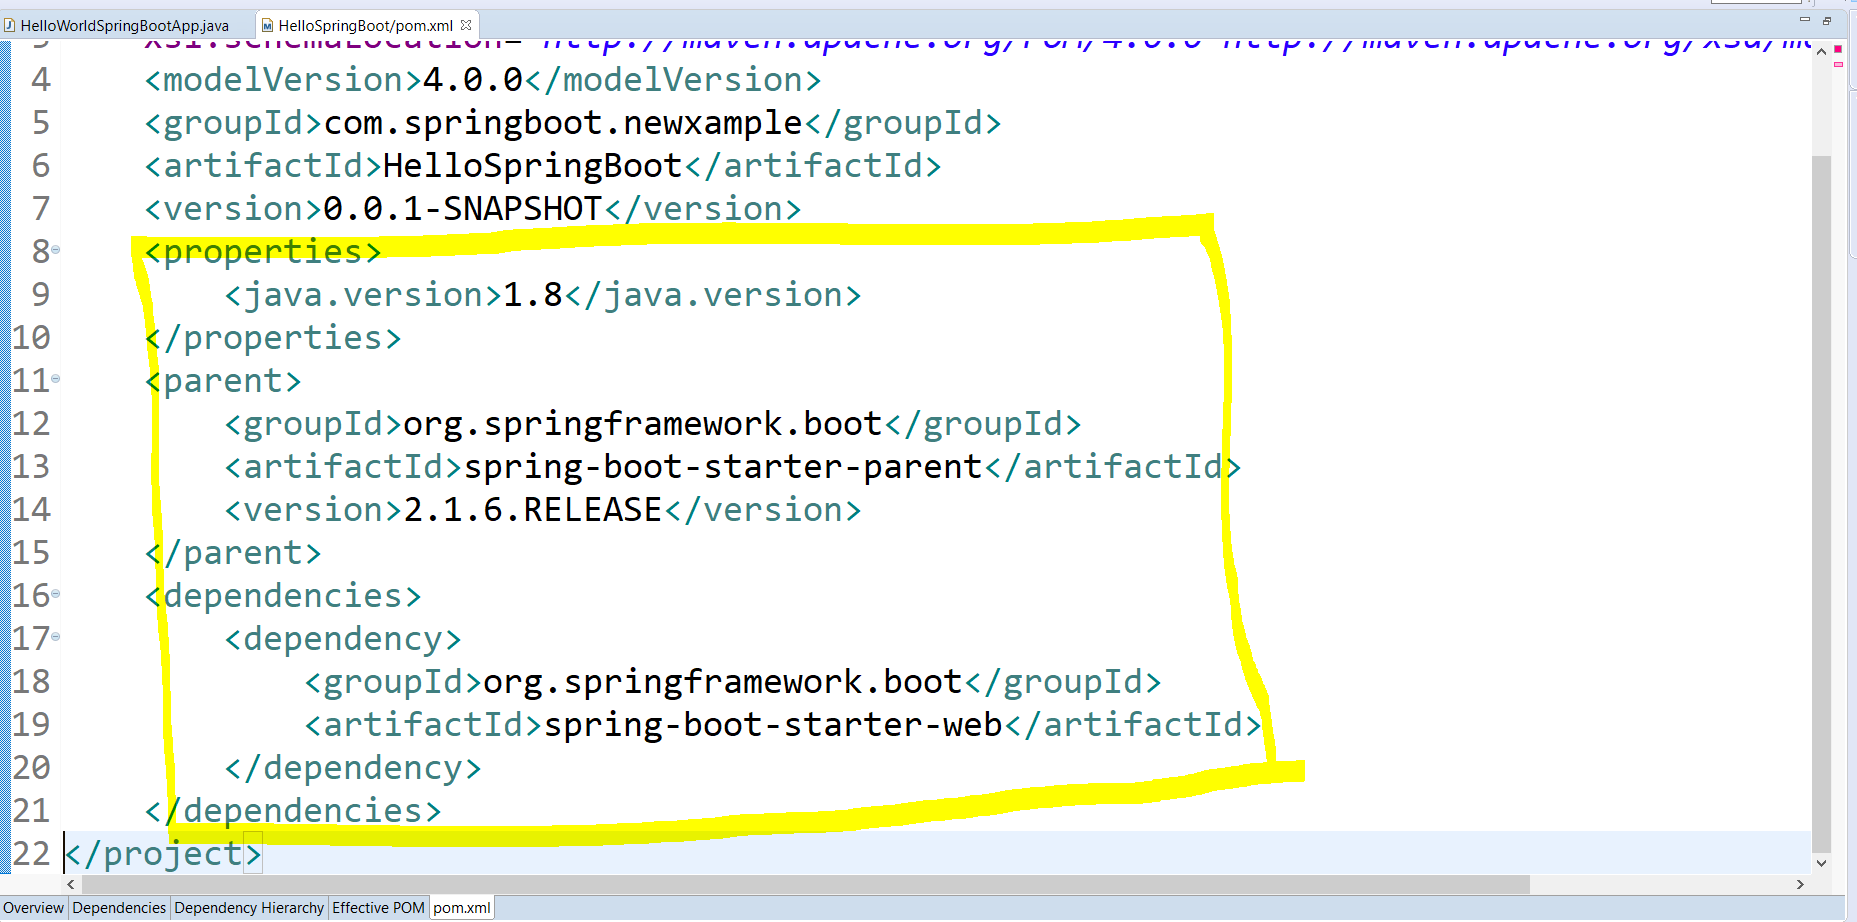 HelloWorldSpringBootApp.java
HelloSpringBoot/pom.xml
4 <modelVersion>4.0.0</modelVersion>
5 <groupId>com.springboot.newxample</groupId>
6 <artifactId>HelloSpringBoot</artifactId>
7 <version>0.0.1-SNAPSHOT</version>
8 <properties>
9 <java.version>1.8</java.version>
10 </properties>
11 <parent>
12 <groupId>org.springframework.boot</groupId>
13 <artifactId>spring-boot-starter-parent</artifactId>
14 <version>2.1.6.RELEASE</version>
15 </parent>
16 <dependencies>
17 <dependency>
18 <groupId>org.springframework.boot</groupId>
19 <artifactId>spring-boot-starter-web</artifactId>
20 </dependency>
21 </dependencies>
22 </project>
Overview Dependencies Dependency Hierarchy Effective POM pom.xml